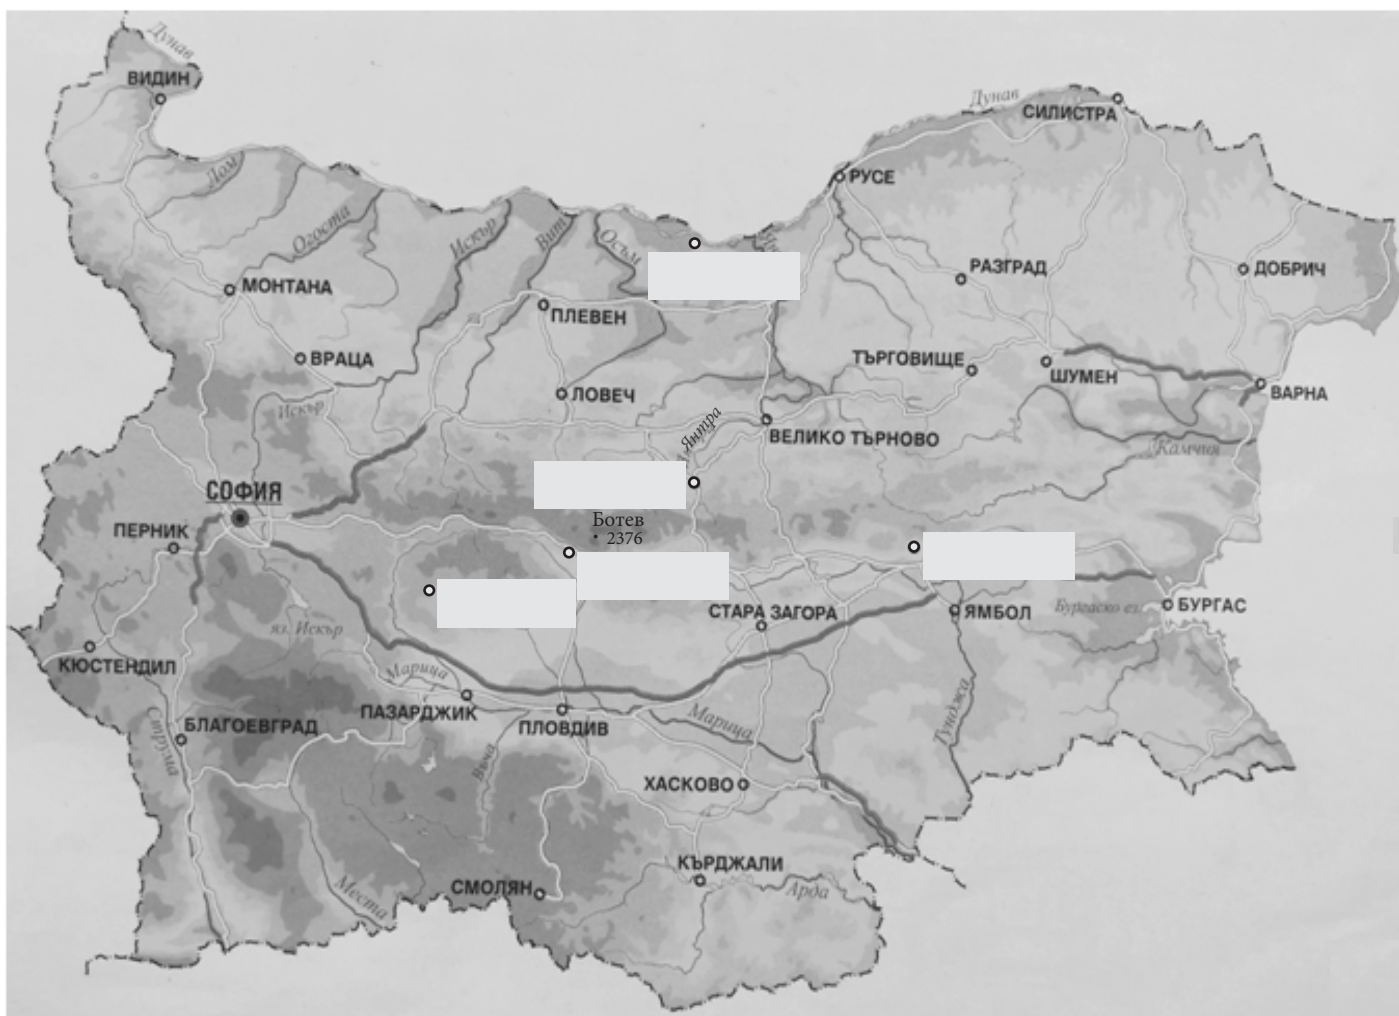 Дунав
ВИДИН
Дунав
СИЛИСТРА
Лом
РУСЕ
Огоста
Искър
Вит
Осъм
РАЗГРАД
ДОБРИЧ
МОНТАНА
ПЛЕВЕН
ВРАЦА
ТЪРГОВИЩЕ
ШУМЕН
ЛОВЕЧ
ВАРНА
Искър
Янтра
ВЕЛИКО ТЪРНОВО
Камчия
СОФИЯ
Ботев
• 2376
ПЕРНИК
СТАРА ЗАГОРА
ЯМБОЛ
Бургаско ез.
БУРГАС
яз. Искър
КЮСТЕНДИЛ
Марица
ПАЗАРДЖИК
Марица
Тунджа
Струма
БЛАГОЕВГРАД
ПЛОВДИВ
Въча
ХАСКОВО
КЪРДЖАЛИ
СМОЛЯН
Арда
Места